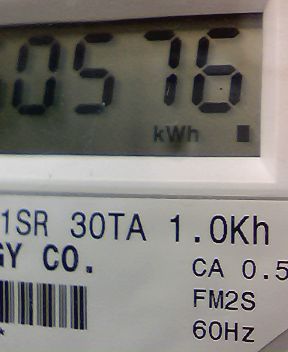 0576
kWh
1SR 30TA 1.0Kh
GY CO.
CA 0.5
FM2S
60Hz